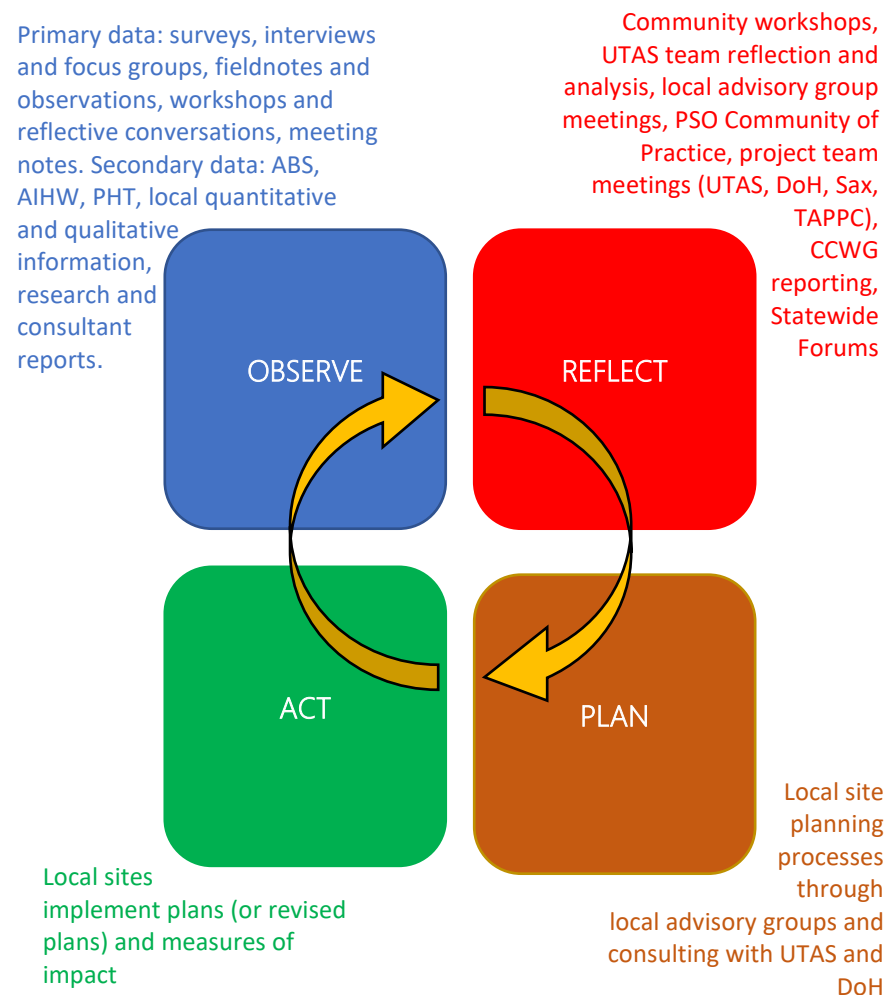 Primary data: surveys, interviews
and focus groups, fieldnotes and
observations, workshops and
reflective conversations, meeting
notes. Secondary data: ABS,
AIHW, PHT, local quantitative
and qualitative
information,
research and
consultant
reports.
Community workshops,
UTAS team reflection and
analysis, local advisory group
meetings, PSO Community of
Practice, project team
meetings (UTAS, DoH, Sax,
TAPPC),
CCWG
reporting,
Statewide
Forums
OBSERVE
REFLECT
ACT
PLAN
Local sites
implement plans (or revised
plans) and measures of
impact
Local site
planning
processes
through
local advisory groups and
consulting with UTAS and
DoH